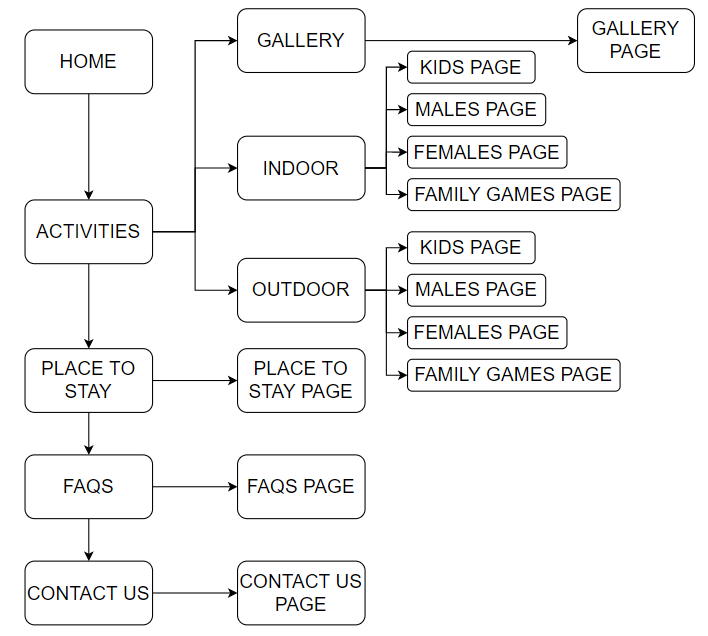 HOME
GALLERY
GALLERY
PAGE
KIDS PAGE
MALES PAGE
INDOOR
FEMALES PAGE
FAMILY GAMES PAGE
ACTIVITIES
KIDS PAGE
OUTDOOR
MALES PAGE
FEMALES PAGE
FAMILY GAMES PAGE
PLACE TO
STAY
PLACE TO
STAY PAGE
FAQS
FAQS PAGE
CONTACT US
CONTACT US
PAGE